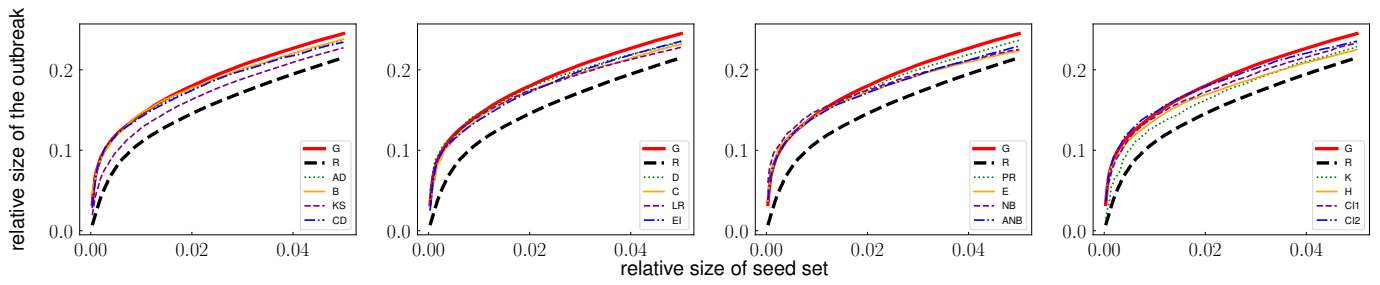 relative size of the outbreak
0.2
0.1
0.0
0.00
0.02
0.04
G
R
AD
B
KS
CD
0.2
0.1
0.0
0.00
0.02
0.04
G
R
D
C
LR
EI
0.2
0.1
0.0
0.00
0.02
0.04
G
R
PR
E
NB
ANB
0.2
0.1
0.0
0.00
0.02
0.04
G
R
K
H
CI1
CI2
relative size of seed set